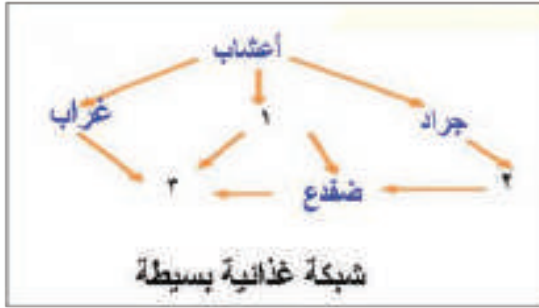 أعشاب
جراد ١ غراب
٢ ضفدع ٣
شبكة غذائية بسيطة